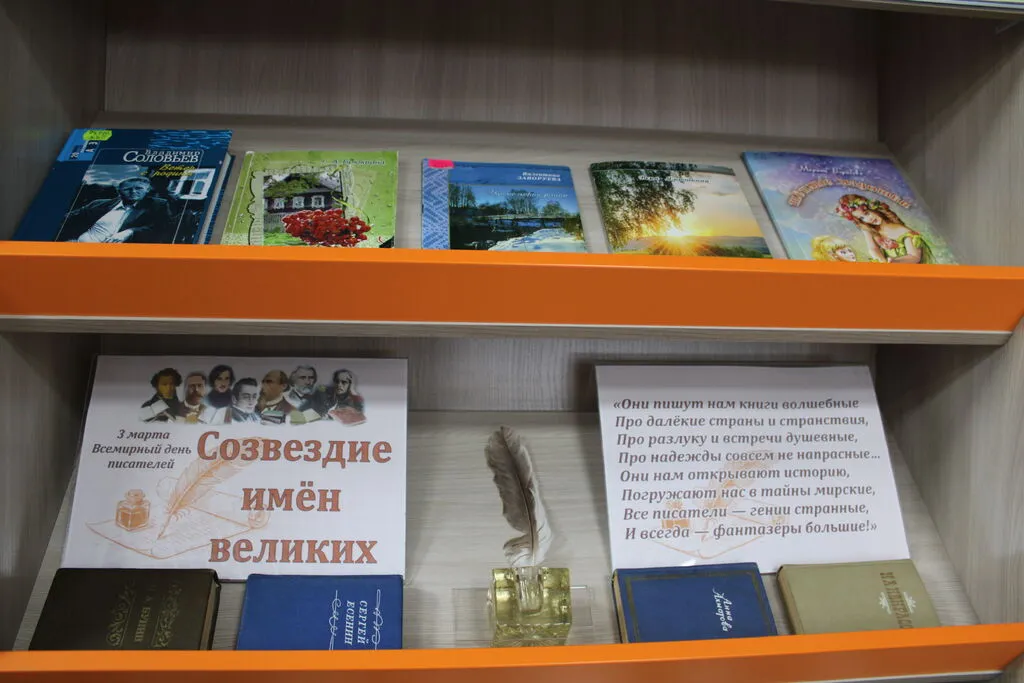 Владимир
СОЛОВЬЕВ
Валентина
ЗАВОРУЕВА
3 марта
Всемирный день
писателей
Созвездие
имён
великих
«Они пишут нам книги волшебные
Про далёкие страны и странствия,
Про разлуку и встречи душевные,
Про надежды совсем не напрасные...
Они нам открывают историю,
Погружают нас в тайны мирские,
Все писатели — гении странные,
И всегда — фантазёры большие!»
СЕРГЕЙ
ЕСЕНИН
Анна
Ахматова